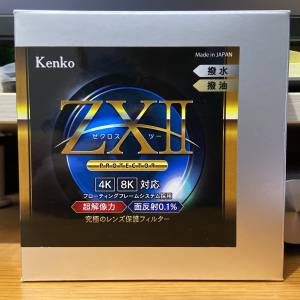 Made in JAPAN
Kenko
撥水
撥油
ZXII
ゼクロス ツー
PROTECTOR
4K 8K 対応
フローティングフレームシステム採用
超解像力 面反射0.1%
究極のレンズ保護フィルター